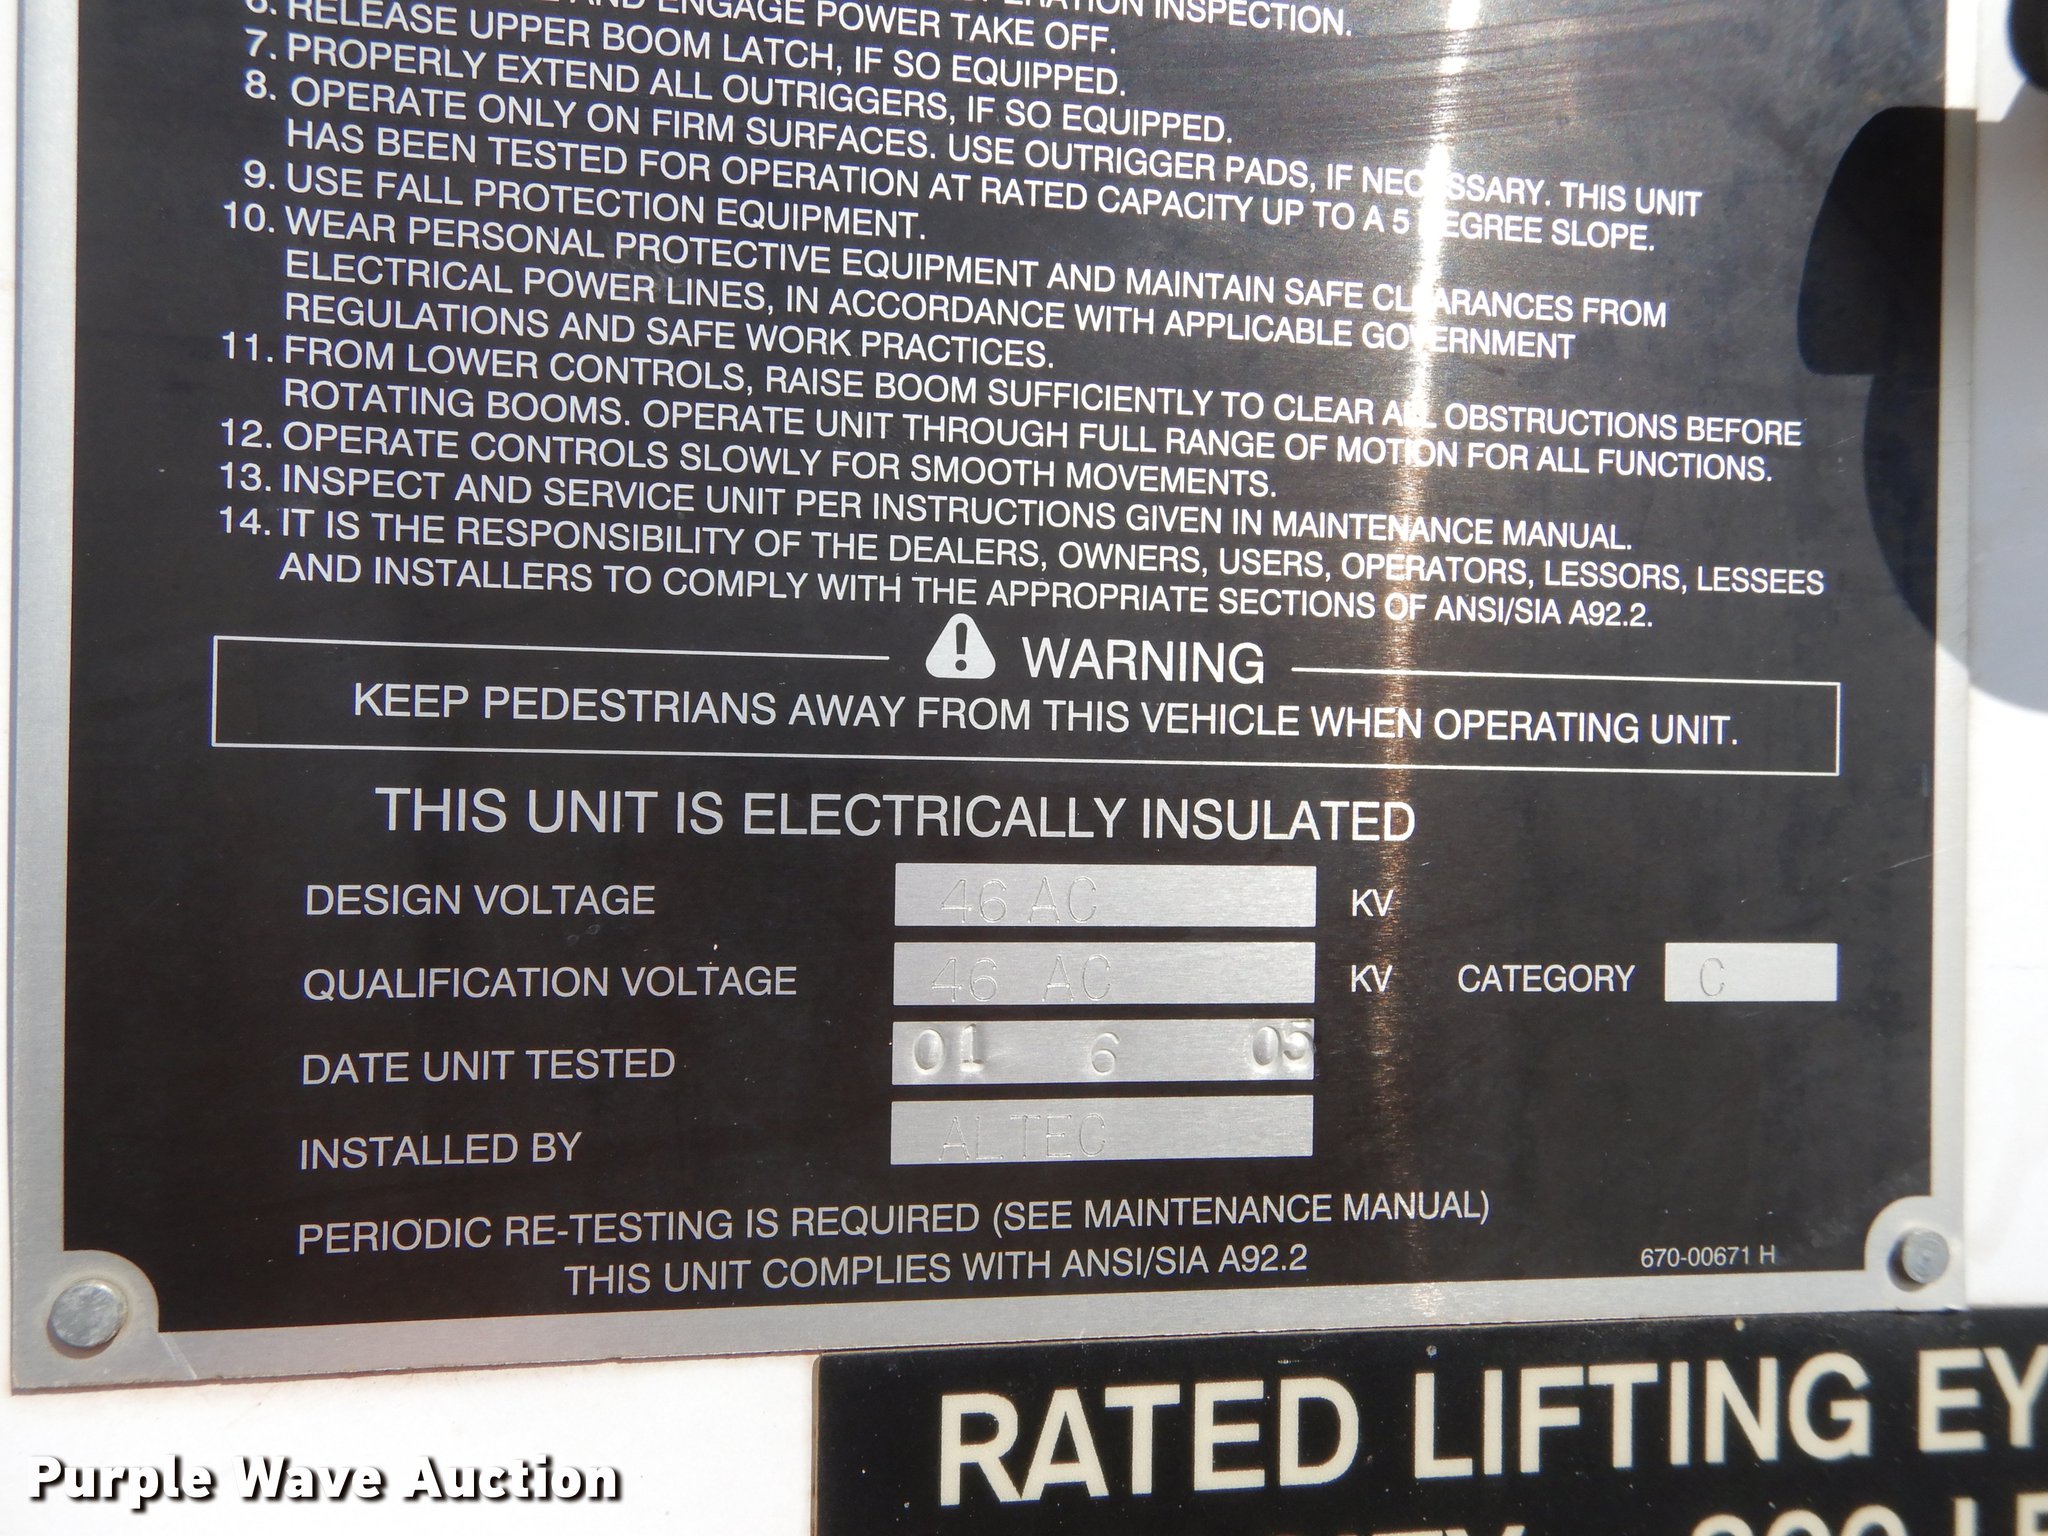 AND ENGAGE POWER TAKE OFF.
INSPECTION.
6. RELEASE UPPER BOOM LATCH, IF SO EQUIPPED.
7. PROPERLY EXTEND ALL OUTRIGGERS, IF SO EQUIPPED.
8. OPERATE ONLY ON FIRM SURFACES. USE OUTRIGGER PADS, IF NECESSARY. THIS UNIT
HAS BEEN TESTED FOR OPERATION AT RATED CAPACITY UP TO A 5 DEGREE SLOPE.
9. USE FALL PROTECTION EQUIPMENT.
10. WEAR PERSONAL PROTECTIVE EQUIPMENT AND MAINTAIN SAFE CLEARANCES FROM
ELECTRICAL POWER LINES, IN ACCORDANCE WITH APPLICABLE GOVERNMENT
REGULATIONS AND SAFE WORK PRACTICES.
11. FROM LOWER CONTROLS, RAISE BOOM SUFFICIENTLY TO CLEAR ALL OBSTRUCTIONS BEFORE
ROTATING BOOMS. OPERATE UNIT THROUGH FULL RANGE OF MOTION FOR ALL FUNCTIONS.
12. OPERATE CONTROLS SLOWLY FOR SMOOTH MOVEMENTS.
13. INSPECT AND SERVICE UNIT PER INSTRUCTIONS GIVEN IN MAINTENANCE MANUAL.
14. IT IS THE RESPONSIBILITY OF THE DEALERS, OWNERS, USERS, OPERATORS, LESSORS, LESSEES
AND INSTALLERS TO COMPLY WITH THE APPROPRIATE SECTIONS OF ANSI/SIA A92.2.
WARNING
KEEP PEDESTRIANS AWAY FROM THIS VEHICLE WHEN OPERATING UNIT.
THIS UNIT IS ELECTRICALLY INSULATED
DESIGN VOLTAGE 46 AC KV
QUALIFICATION VOLTAGE 46 AC KV CATEGORY C
DATE UNIT TESTED 01 6 05
INSTALLED BY ALTEC
PERIODIC RE-TESTING IS REQUIRED (SEE MAINTENANCE MANUAL)
THIS UNIT COMPLIES WITH ANSI/SIA A92.2
670-00671 H
RATED LIFTING EY
Purple Wave Auction